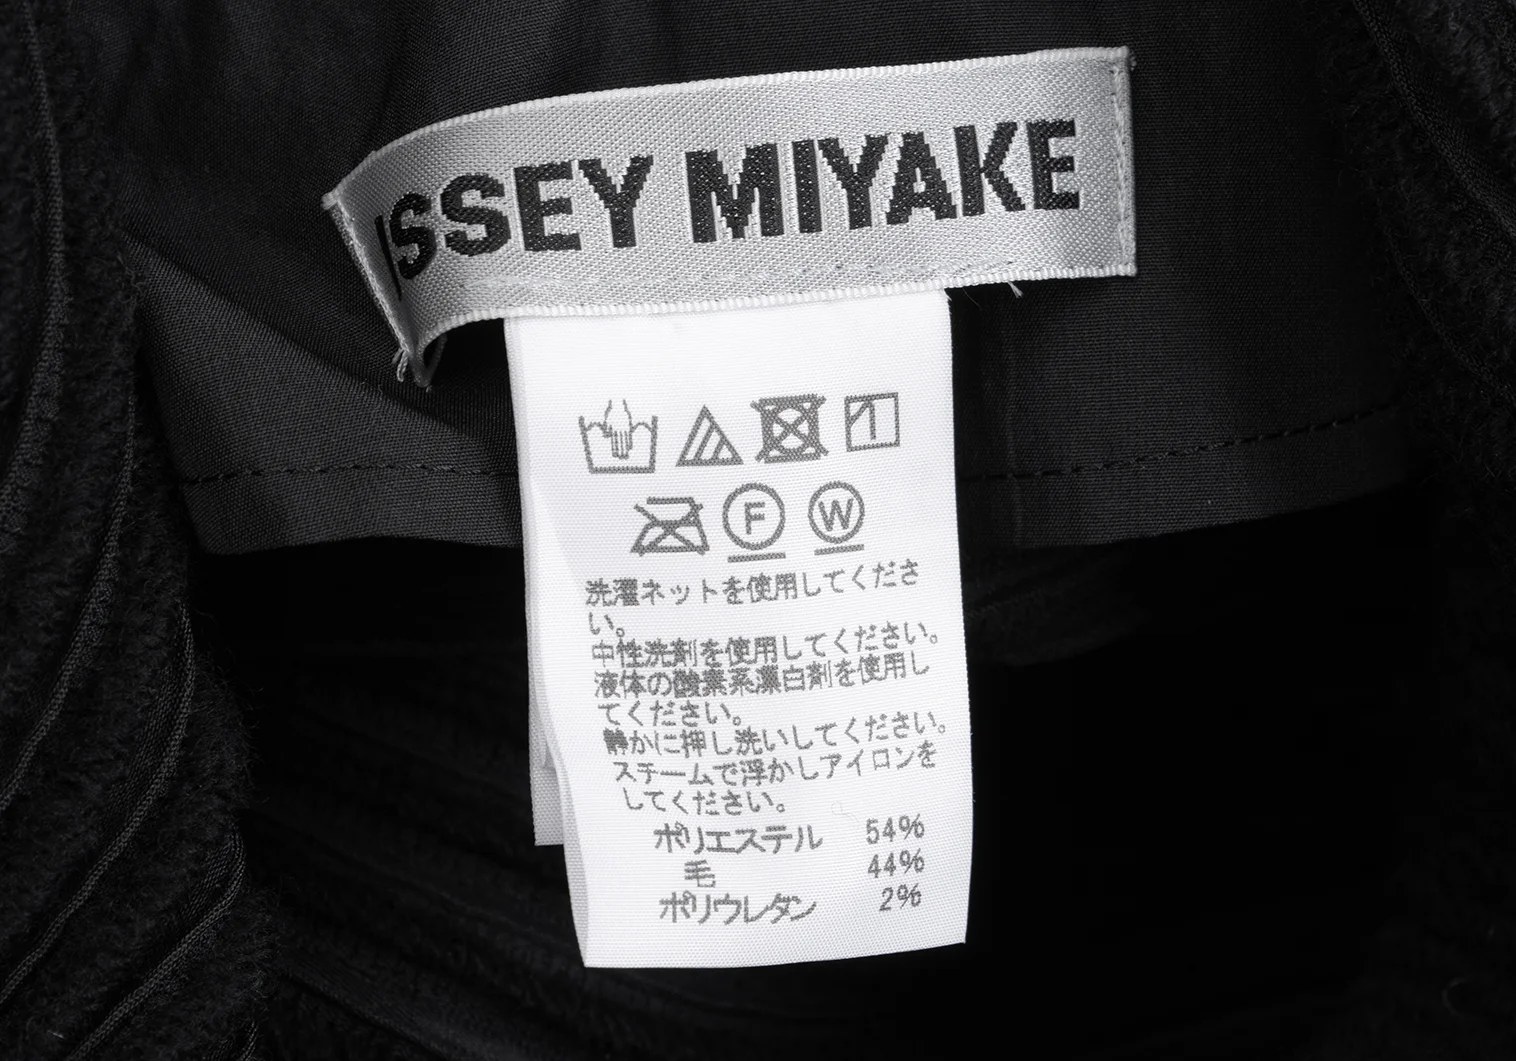 ISSEY MIYAKE
F W
洗濯ネットを使用してくださ
い。
中性洗剤を使用してください。
液体の酸素系漂白剤を使用し
てください。
静かに押し洗いしてください。
スチームで浮かしアイロンを
してください。
ポリエステル 54%
毛 44%
ポリウレタン 2%